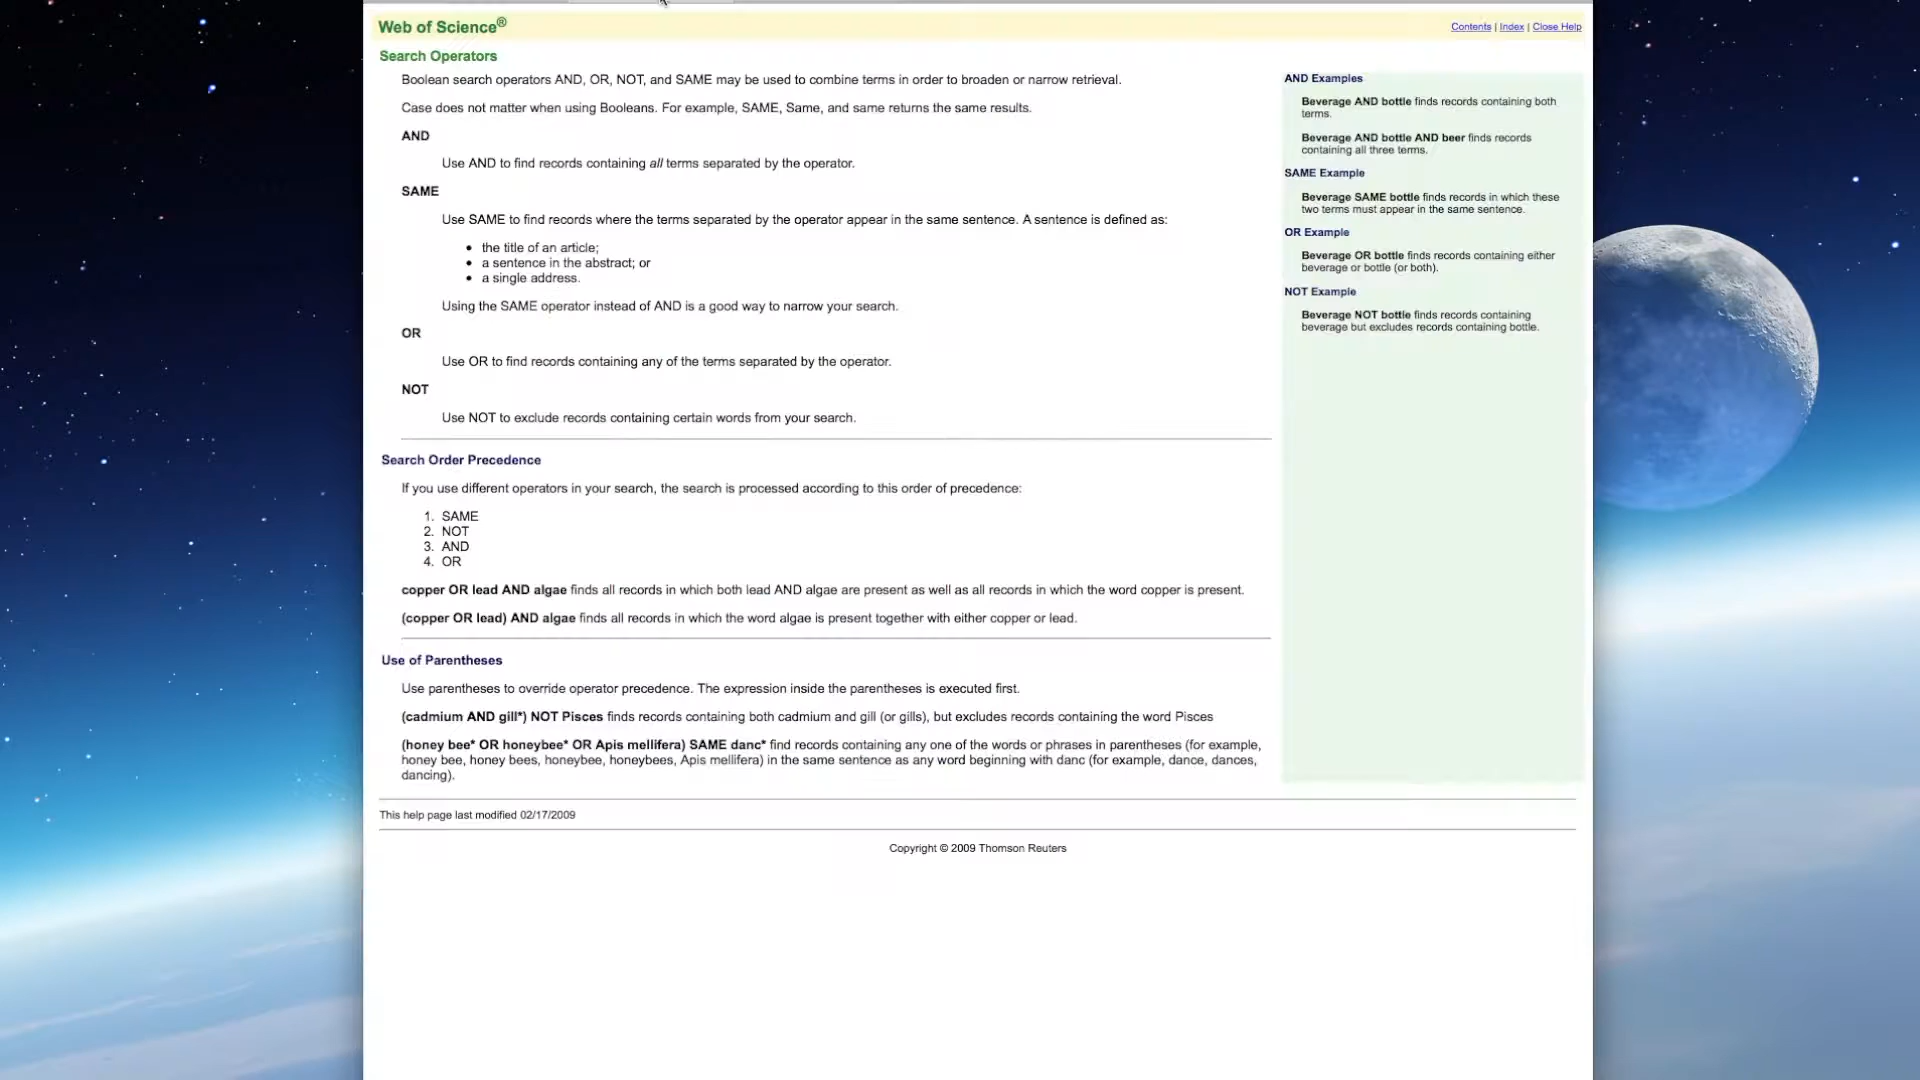 Web of Science®
Contents | Index | Close Help
Search Operators
Boolean search operators AND, OR, NOT, and SAME may be used to combine terms in order to broaden or narrow retrieval.
Case does not matter when using Booleans. For example, SAME, Same, and same returns the same results.
AND
Use AND to find records containing all terms separated by the operator.
SAME
Use SAME to find records where the terms separated by the operator appear in the same sentence. A sentence is defined as:
• the title of an article;
• a sentence in the abstract; or
• a single address.
Using the SAME operator instead of AND is a good way to narrow your search.
OR
Use OR to find records containing any of the terms separated by the operator.
NOT
Use NOT to exclude records containing certain words from your search.
Search Order Precedence
If you use different operators in your search, the search is processed according to this order of precedence:
1. SAME
2. NOT
3. AND
4. OR
copper OR lead AND algae finds all records in which both lead AND algae are present as well as all records in which the word copper is present.
(copper OR lead) AND algae finds all records in which the word algae is present together with either copper or lead.
Use of Parentheses
Use parentheses to override operator precedence. The expression inside the parentheses is executed first.
(cadmium AND gill*) NOT Pisces finds records containing both cadmium and gill (or gills), but excludes records containing the word Pisces
(honey bee* OR honeybee* OR Apis mellifera) SAME danc* find records containing any one of the words or phrases in parentheses (for example,
honey bee, honey bees, honeybee, honeybees, Apis mellifera) in the same sentence as any word beginning with danc (for example, dance, dances,
dancing).
AND Examples
Beverage AND bottle finds records containing both
terms.
Beverage AND bottle AND beer finds records
containing all three terms.
SAME Example
Beverage SAME bottle finds records in which these
two terms must appear in the same sentence.
OR Example
Beverage OR bottle finds records containing either
beverage or bottle (or both).
NOT Example
Beverage NOT bottle finds records containing
beverage but excludes records containing bottle.
This help page last modified 02/17/2009
Copyright © 2009 Thomson Reuters